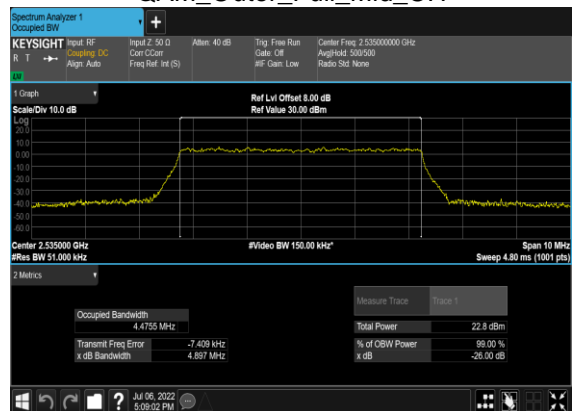 Spectrum Analyzer 1
Occupied BW
+
KEYSIGHT Input: RF Input Z: 50 Ω Atten: 40 dB Trig: Free Run Center Freq: 2.535000000 GHz
R T Coupling: DC Corr CCorr Gate: Off Avg|Hold: 500/500
Align: Auto Freq Ref: Int (S) #IF Gain: Low Radio Std: None
LW
1 Graph
Ref Lvl Offset 8.00 dB
Scale/Div 10.0 dB Ref Value 30.00 dBm
Log
20.0
10.0
0.00
-10.0
-20.0
-30.0
-40.0
-50.0
-60.0
Center 2.535000 GHz #Video BW 150.00 kHz* Span 10 MHz
#Res BW 51.000 kHz Sweep 4.80 ms (1001 pts)
2 Metrics
Measure Trace Trace 1
Occupied Bandwidth
4.4755 MHz Total Power 22.8 dBm
Transmit Freq Error -7.409 kHz % of OBW Power 99.00 %
x dB Bandwidth 4.897 MHz x dB -26.00 dB
? Jul 06, 2022
5:09:02 PM